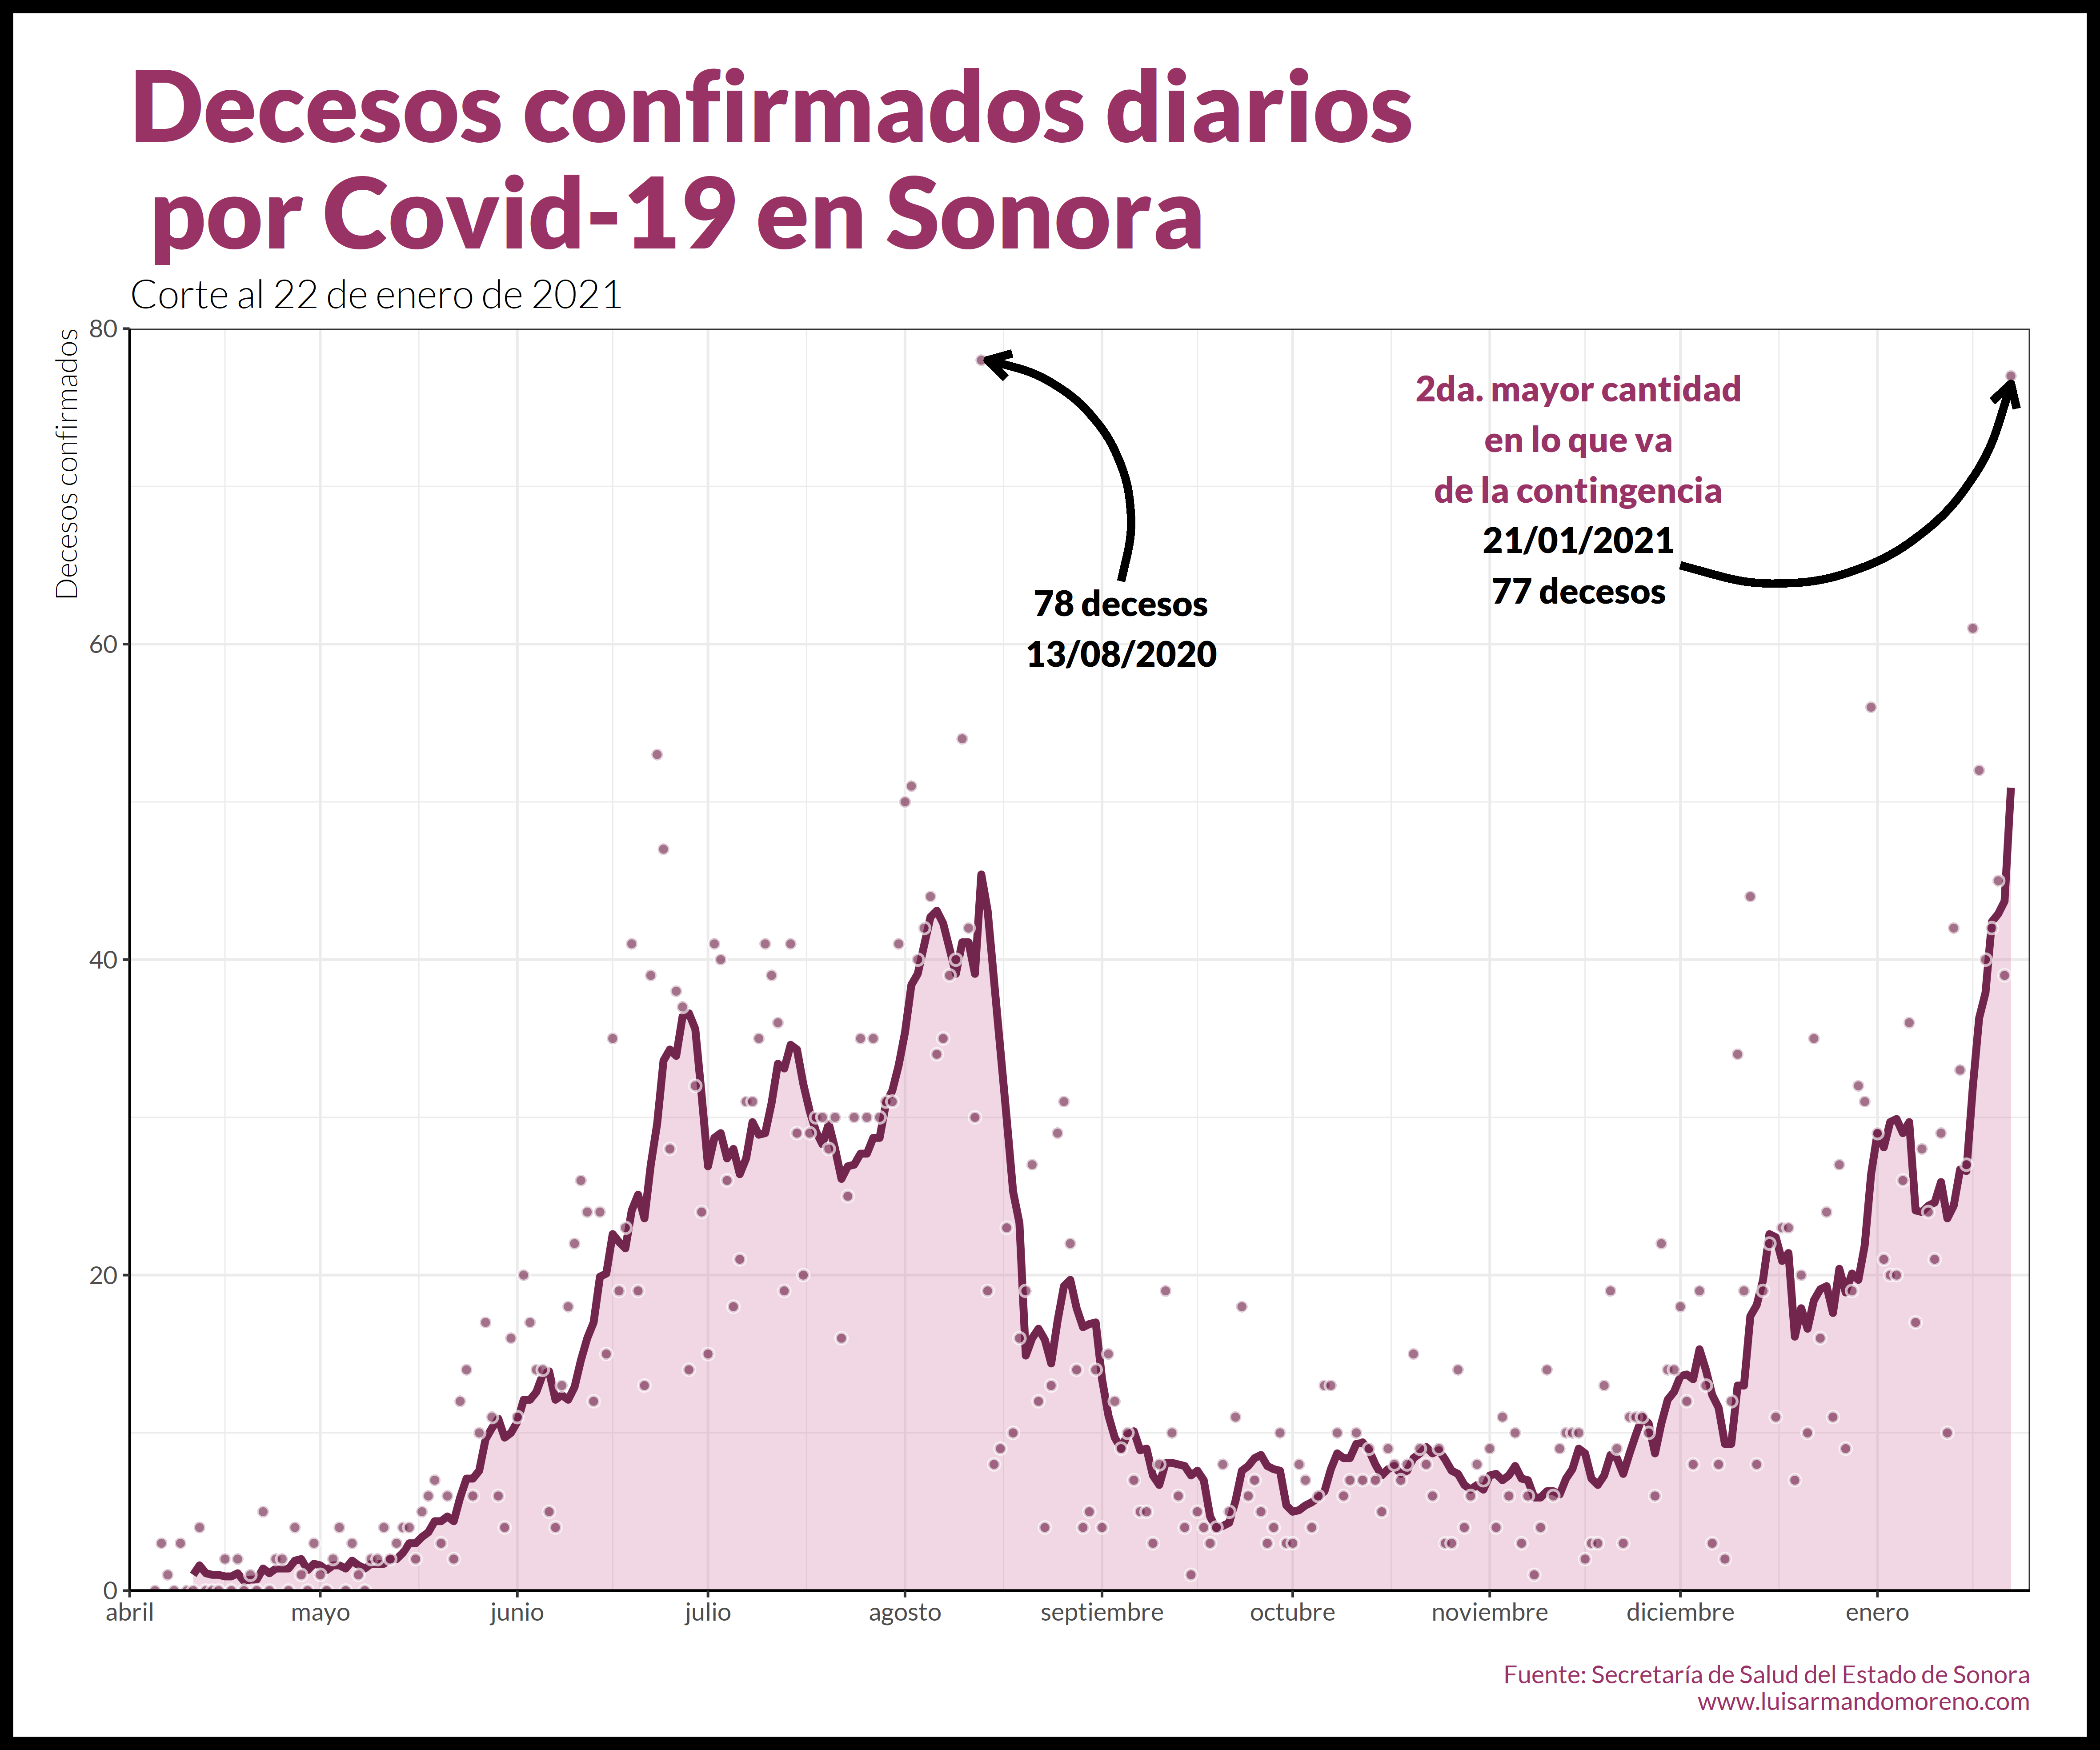 Decesos confirmados diarios
por Covid-19 en Sonora
Corte al 22 de enero de 2021
Decesos confirmados
80
60
40
20
0
2da. mayor cantidad
en lo que va
de la contingencia
21/01/2021
77 decesos
78 decesos
13/08/2020
abril mayo junio julio agosto septiembre octubre noviembre diciembre enero
Fuente: Secretaría de Salud del Estado de Sonora
www.luisarmandomoreno.com